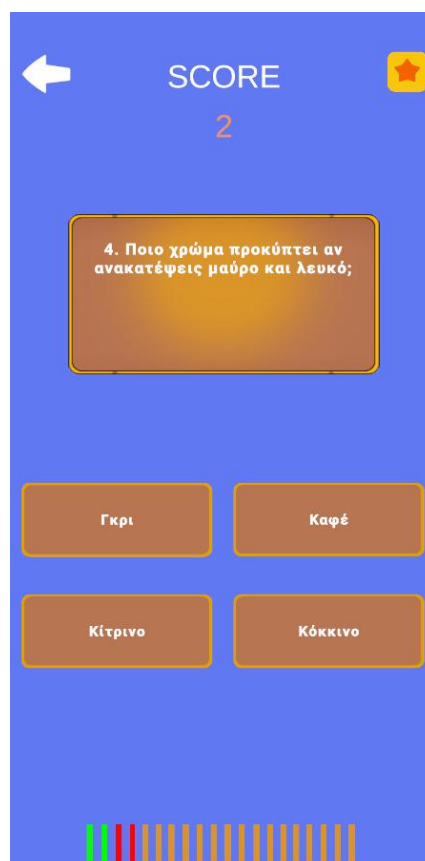 SCORE
2
4. Ποιο χρώμα προκύπτει αν
ανακατέψεις μαύρο και λευκό;
Γκρι
Καφέ
Κίτρινο
Κόκκινο